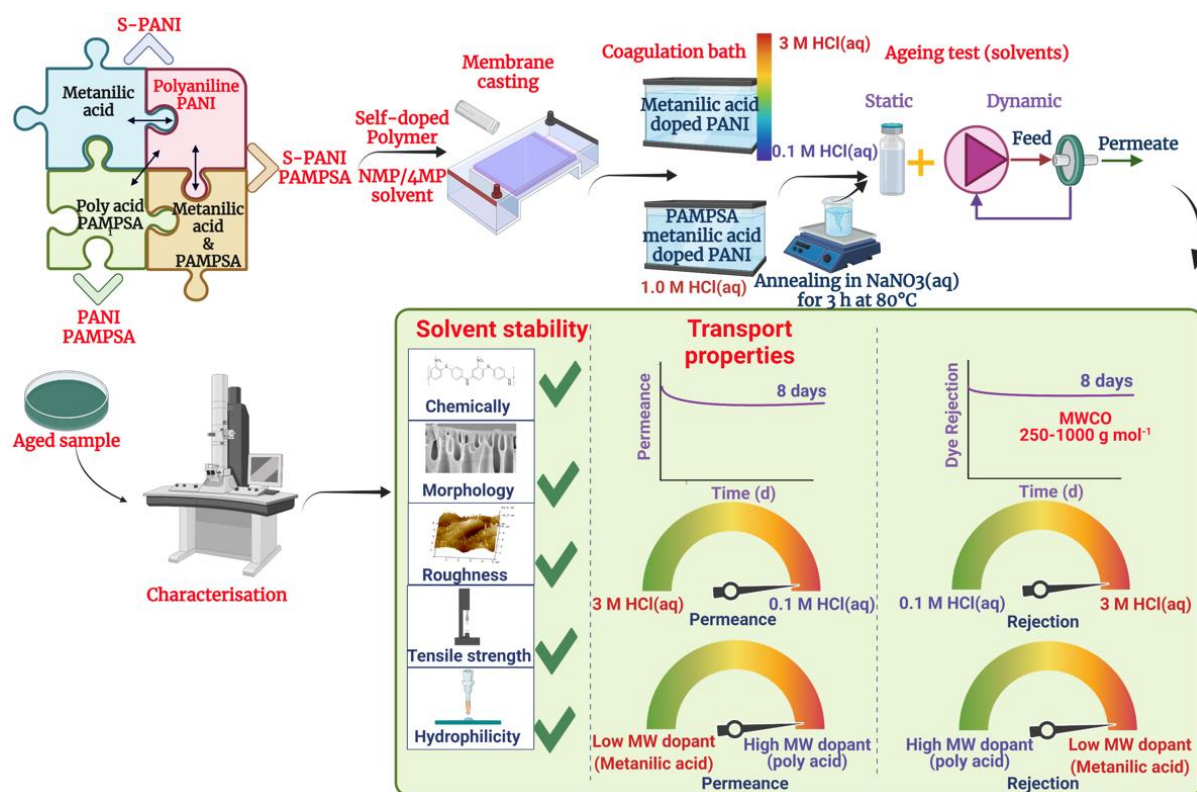 S-PANI
Metanilic acid
Polyaniline PANI
Poly acid PAMPSA
Metanilic acid & PAMPSA
S-PANI PAMPSA
PANI PAMPSA
Self-doped Polymer
NMP/4MP solvent
Membrane casting
Coagulation bath
3 M HCl(aq)
Metanilic acid doped PANI
0.1 M HCl(aq)
PAMPSA metanilic acid doped PANI
1.0 M HCl(aq)
Annealing in NaNO3(aq)
for 3 h at 80°C
Ageing test (solvents)
Static
Dynamic
Feed
Permeate
Aged sample
Characterisation
Solvent stability
Chemically
Morphology
Roughness
Tensile strength
Hydrophilicity
Transport properties
Permeance
8 days
Time (d)
Dye Rejection
8 days
MWCO
250-1000 g mol⁻¹
Time (d)
3 M HCl(aq)
0.1 M HCl(aq)
Permeance
0.1 M HCl(aq)
3 M HCl(aq)
Rejection
Low MW dopant (Metanilic acid)
High MW dopant (poly acid)
Permeance
High MW dopant (poly acid)
Low MW dopant (Metanilic acid)
Rejection